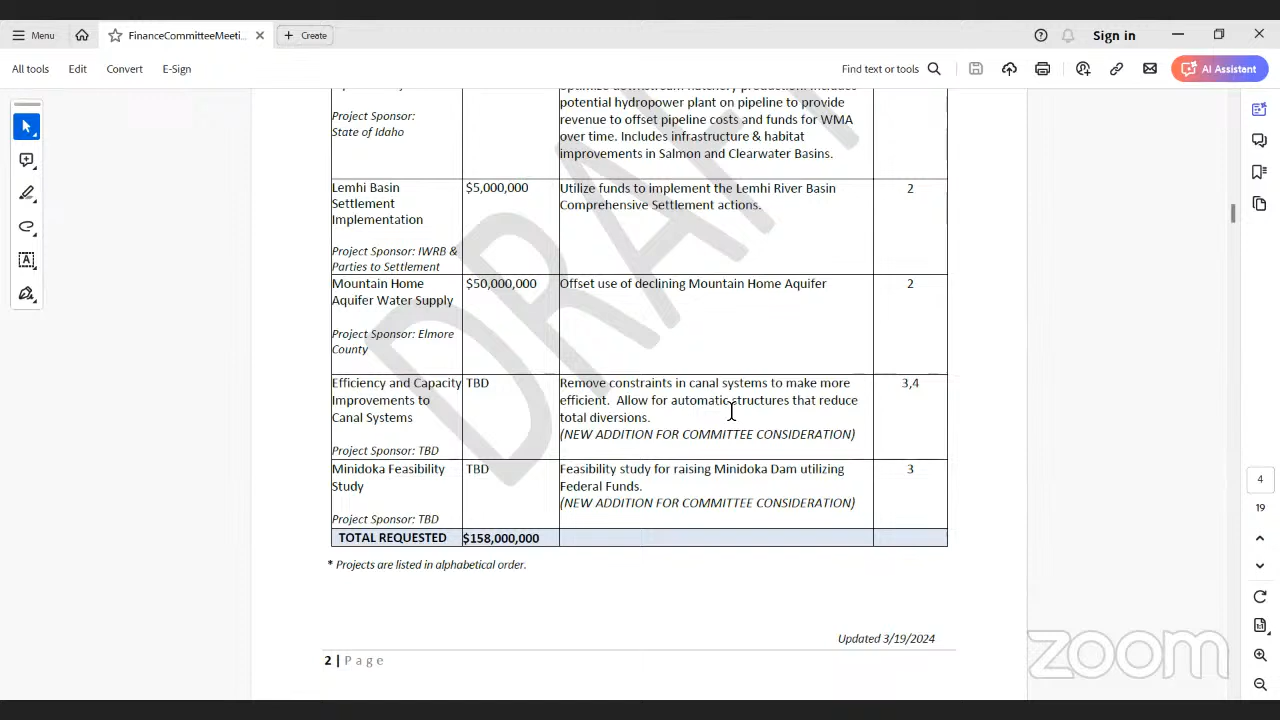 Menu
FinanceCommitteeMeeti...
Create
Sign in
All tools
Edit
Convert
E-Sign
Find text or tools
AI Assistant
Project Sponsor:
State of Idaho
potential hydropower plant on pipeline to provide
revenue to offset pipeline costs and funds for WMA
over time. Includes infrastructure & habitat
improvements in Salmon and Clearwater Basins.
Lemhi Basin
Settlement
Implementation
Project Sponsor: IWRB &
Parties to Settlement
$5,000,000
Utilize funds to implement the Lemhi River Basin
Comprehensive Settlement actions.
2
Mountain Home
Aquifer Water Supply
Project Sponsor: Elmore
County
$50,000,000
Offset use of declining Mountain Home Aquifer
2
Efficiency and Capacity
Improvements to
Canal Systems
Project Sponsor: TBD
TBD
Remove constraints in canal systems to make more
efficient. Allow for automatic structures that reduce
total diversions.
(NEW ADDITION FOR COMMITTEE CONSIDERATION)
3,4
Minidoka Feasibility
Study
Project Sponsor: TBD
TBD
Feasibility study for raising Minidoka Dam utilizing
Federal Funds.
(NEW ADDITION FOR COMMITTEE CONSIDERATION)
3
TOTAL REQUESTED
$158,000,000
* Projects are listed in alphabetical order.
Updated 3/19/2024
2 | Page
DRAFT
4
19
zoom